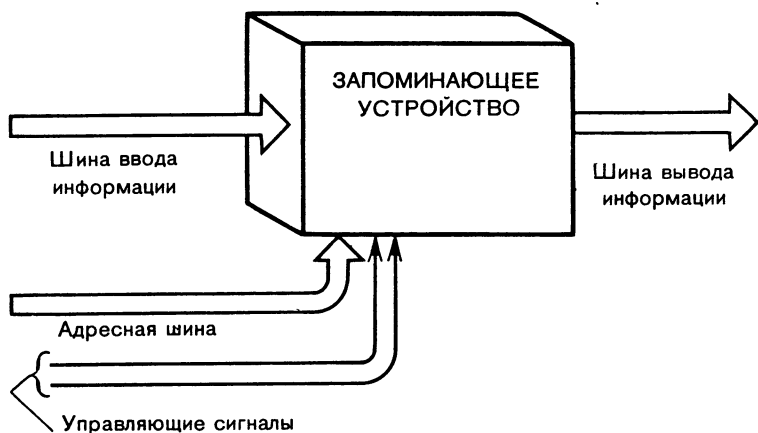 ЗАПОМИНАЮЩЕЕ
УСТРОЙСТВО
Шина ввода
информации
Шина вывода
информации
Адресная шина
Управляющие сигналы